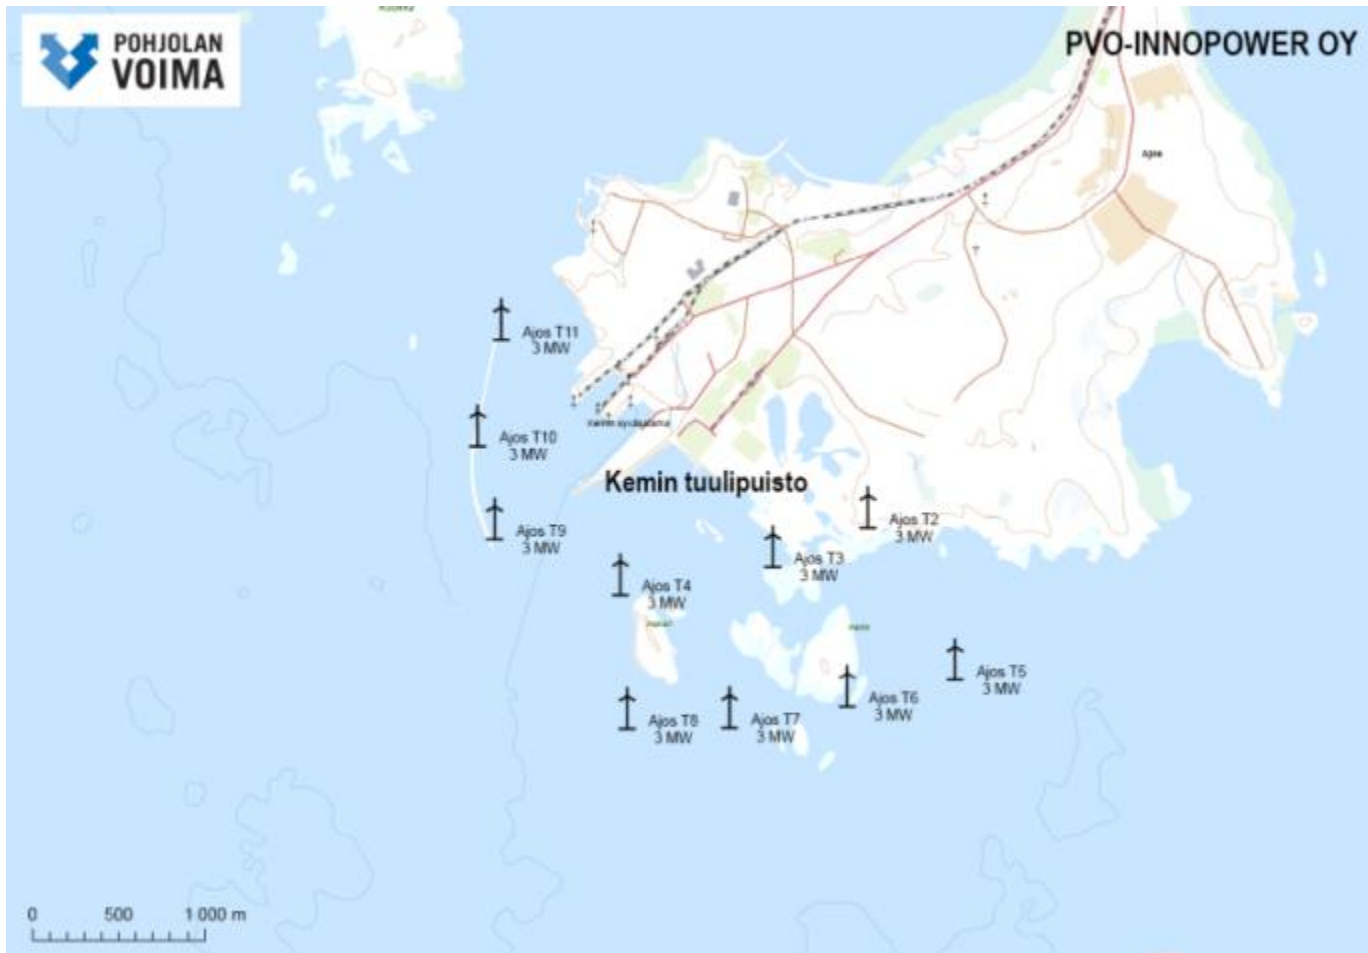 POHJOLAN
VOIMA
PVO-INNOPOWER OY
Ajos
Ajos T11
3 MW
Ajos T10
3 MW
Kemin tuulipuisto
Ajos T9
3 MW
Ajos T2
3 MW
Ajos T3
3 MW
Ajos T4
3 MW
Ajos T5
3 MW
Ajos T6
3 MW
Ajos T7
3 MW
Ajos T8
3 MW
0 500 1 000 m